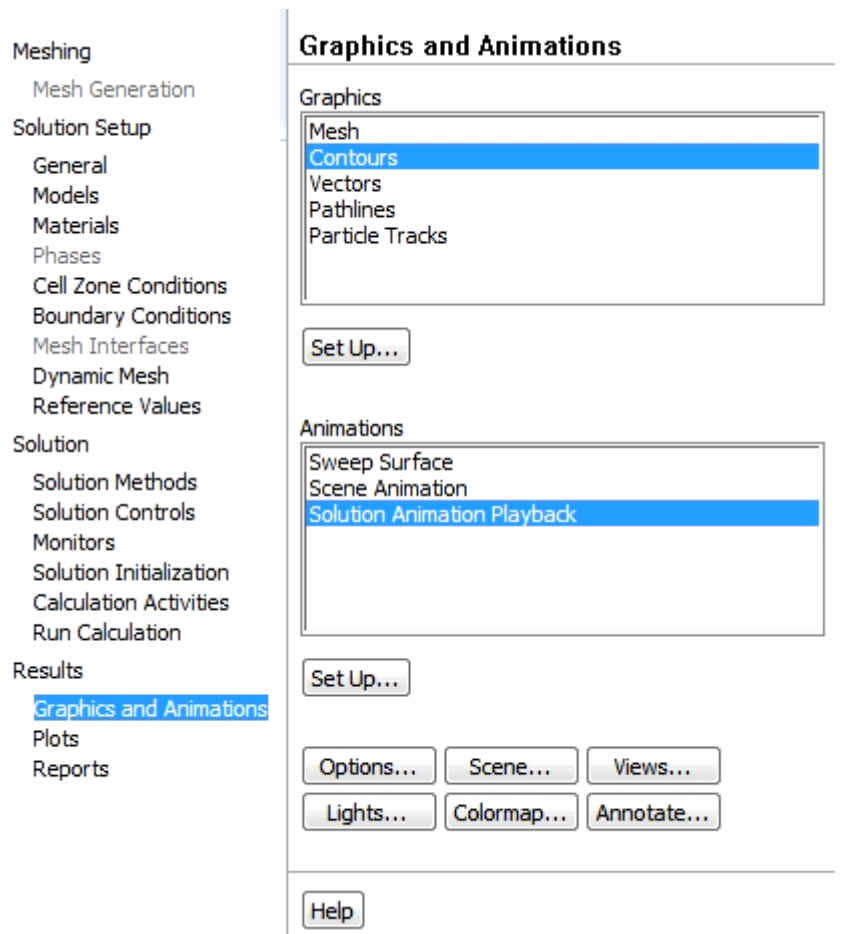 Meshing
Mesh Generation
Solution Setup
General
Models
Materials
Phases
Cell Zone Conditions
Boundary Conditions
Mesh Interfaces
Dynamic Mesh
Reference Values
Solution
Solution Methods
Solution Controls
Monitors
Solution Initialization
Calculation Activities
Run Calculation
Results
Graphics and Animations
Plots
Reports
Graphics and Animations
Graphics
Mesh
Contours
Vectors
Pathlines
Particle Tracks
Set Up...
Animations
Sweep Surface
Scene Animation
Solution Animation Playback
Set Up...
Options... Scene... Views...
Lights... Colormap... Annotate...
Help